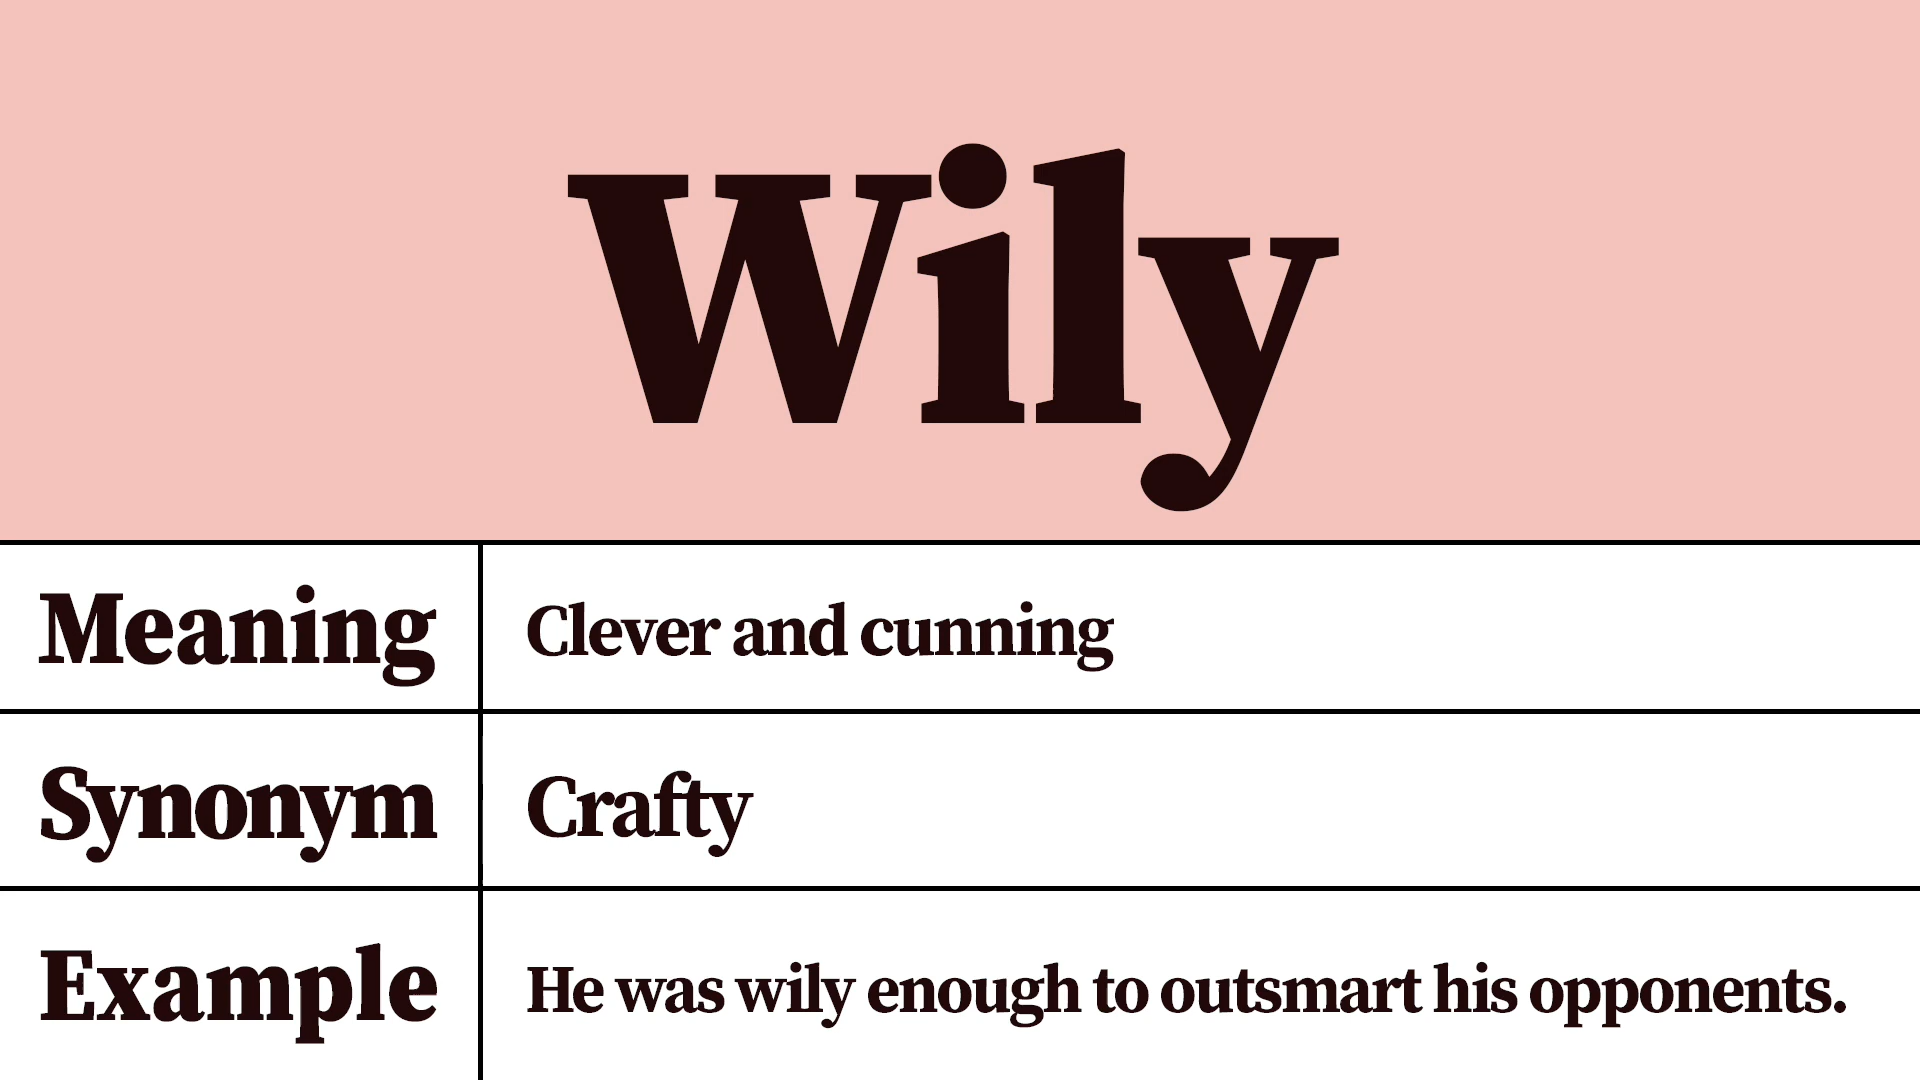 Wily
Meaning
Clever and cunning
Synonym
Crafty
Example
He was wily enough to outsmart his opponents.